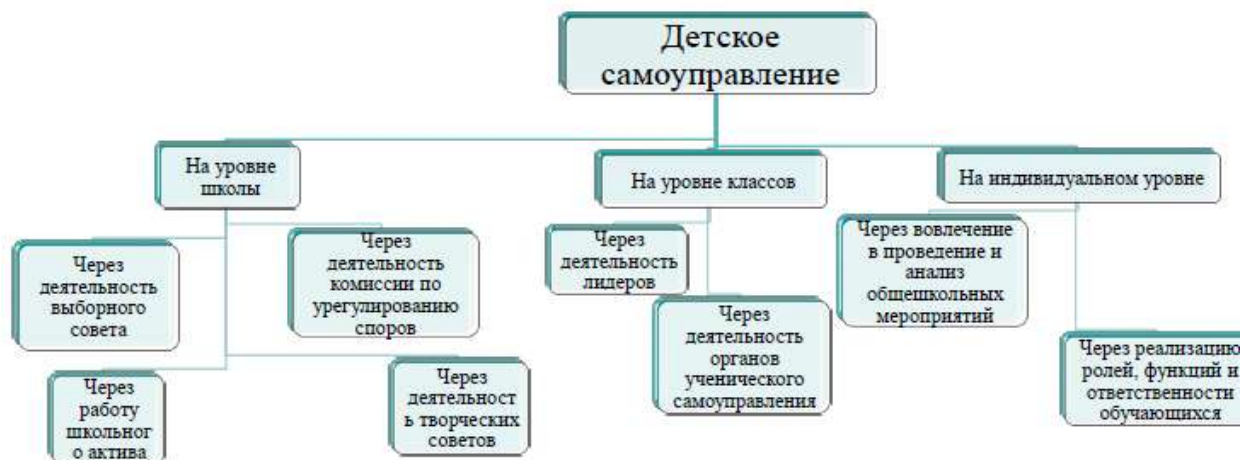 Детское
самоуправление
На уровне
школы
На уровне классов
На индивидуальном уровне
Через
деятельность
выборного
совета
Через
деятельность
комиссии по
урегулированию
споров
Через
работу
школьног
о актива
Через
деятельност
ь творческих
советов
Через
деятельность
лидеров
Через
деятельность
органов
ученического
самоуправления
Через вовлечение
в проведение и
анализ
общешкольных
мероприятий
Через реализацию
ролей, функций и
ответственности
обучающихся